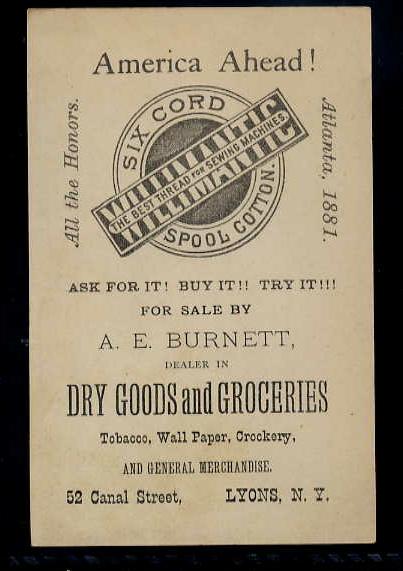 America Ahead!
All the Honors.
Atlanta, 1881.
SIX CORD
WILLIMANTIC
THE BEST THREAD FOR SEWING MACHINES.
WILLIMANTIC
SPOOL COTTON.
ASK FOR IT! BUY IT!! TRY IT!!!
FOR SALE BY
A. E. BURNETT,
DEALER IN
DRY GOODS and GROCERIES
Tobacco, Wall Paper, Crockery,
AND GENERAL MERCHANDISE.
52 Canal Street, LYONS, N. Y.